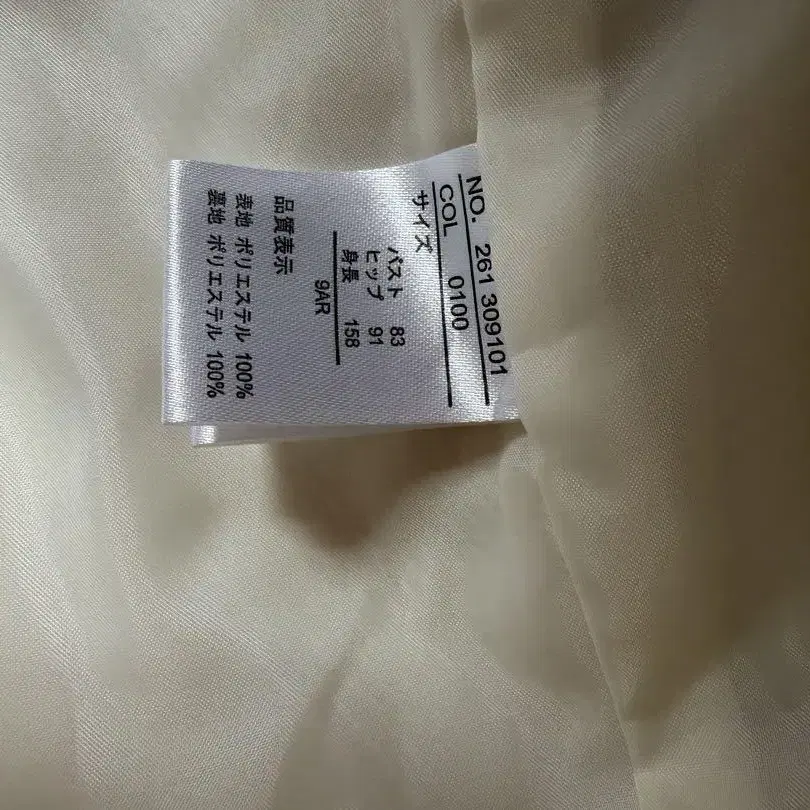 NO. 261 309101
COL 0100
サイズ
バスト 83
ヒップ 91
身長 158
9AR
品質表示
表地 ポリエステル 100%
裏地 ポリエステル 100%